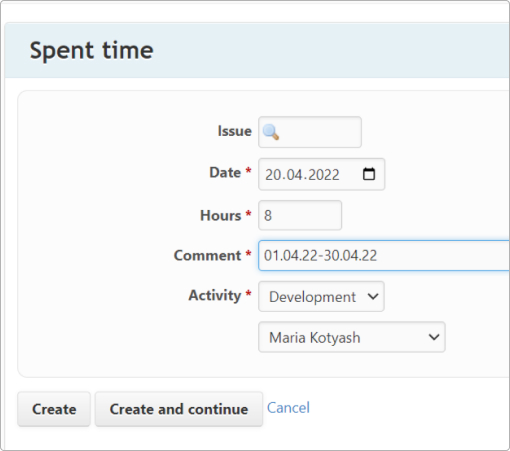 Spent time
Issue
Date * 20.04.2022
Hours * 8
Comment * 01.04.22-30.04.22
Activity * Development
Maria Kotyash
Create Create and continue Cancel